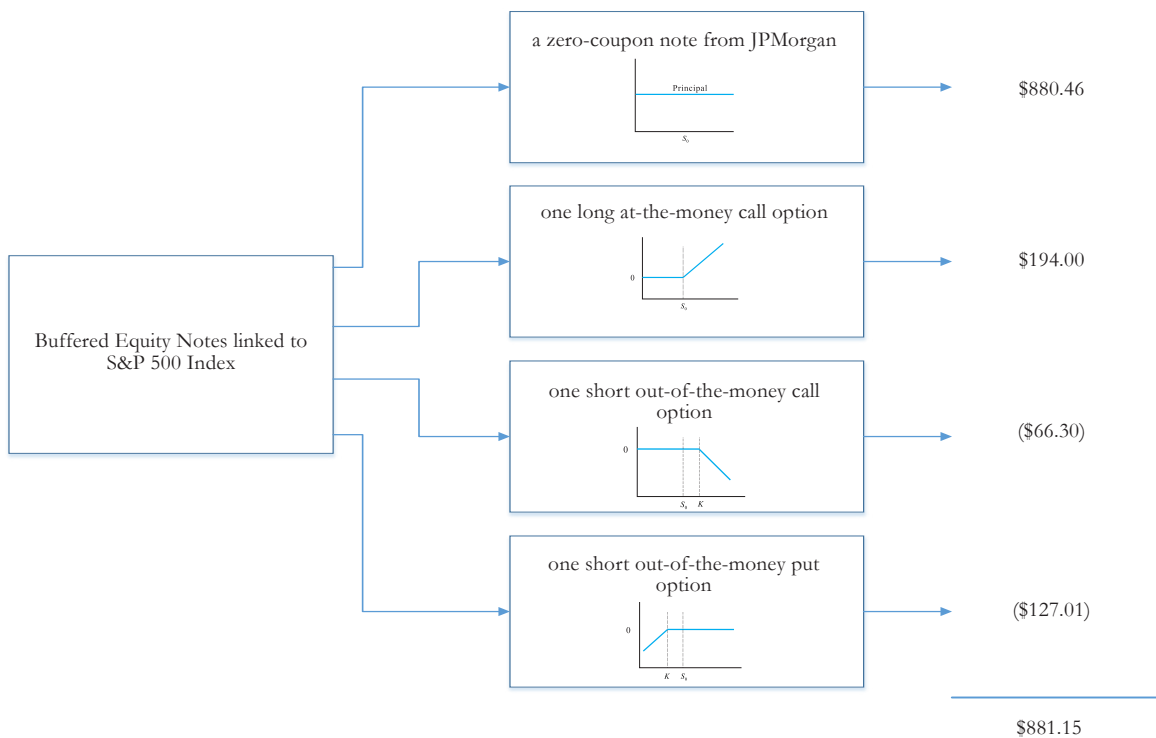 a zero-coupon note from JPMorgan
Principal
S₀
$880.46
one long at-the-money call option
0
S₀
$194.00
Buffered Equity Notes linked to
S&P 500 Index
one short out-of-the-money call
option
0
S₀ K
($66.30)
one short out-of-the-money put
option
0
K S₀
($127.01)
$881.15